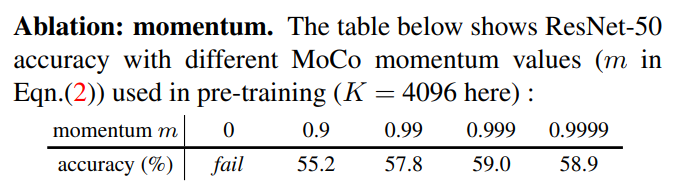 Ablation: momentum. The table below shows ResNet-50
accuracy with different MoCo momentum values (m in
Eqn.(2)) used in pre-training (K = 4096 here) :
momentum m 0 0.9 0.99 0.999 0.9999
accuracy (%) fail 55.2 57.8 59.0 58.9